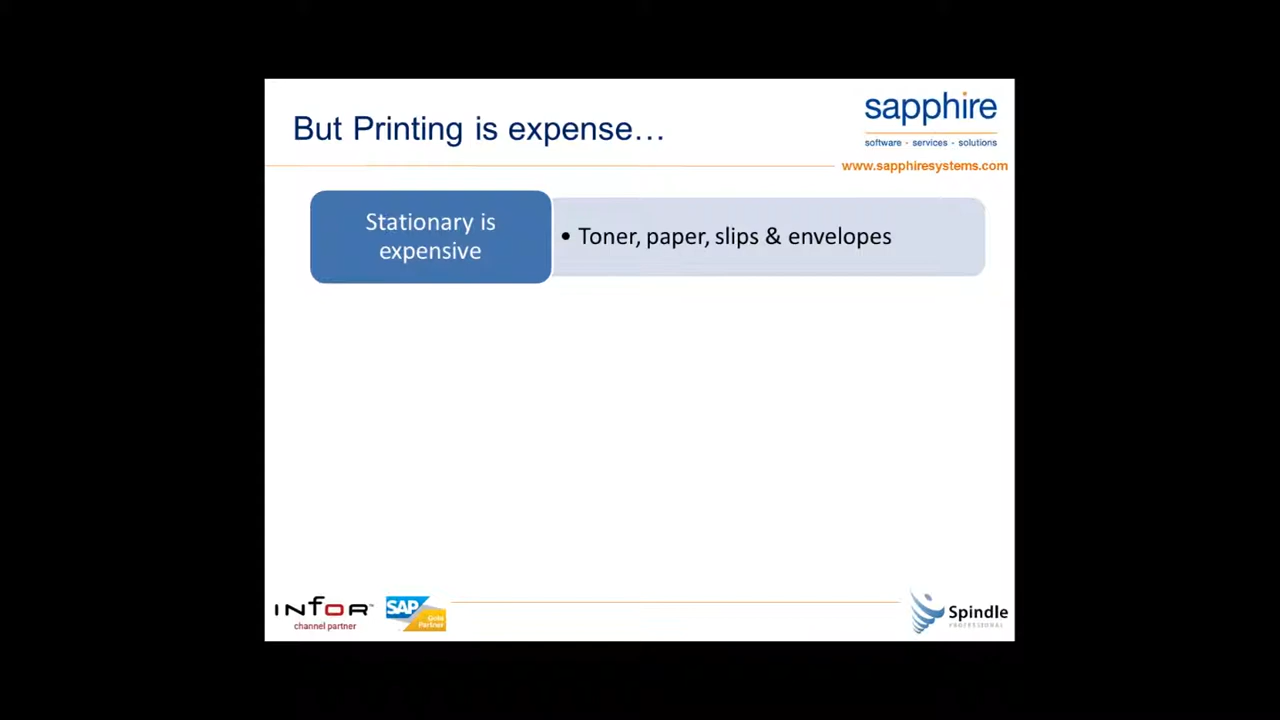 But Printing is expense…
sapphire
software - services - solutions
www.sapphiresystems.com
Stationary is
expensive
• Toner, paper, slips & envelopes
infor
channel partner
SAP
Gold
Partner
Spindle
PROFESSIONAL